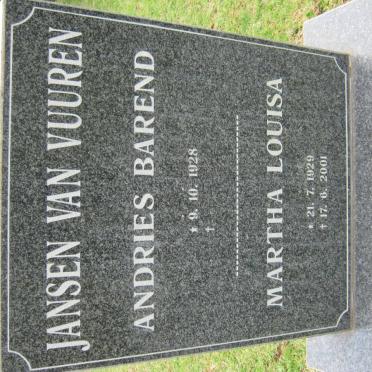 JANSEN VAN VUUREN
ANDRIES BAREND
* 9. 10. 1928
†
MARTHA LOUISA
* 21. 7. 1929
† 17. 6. 2001